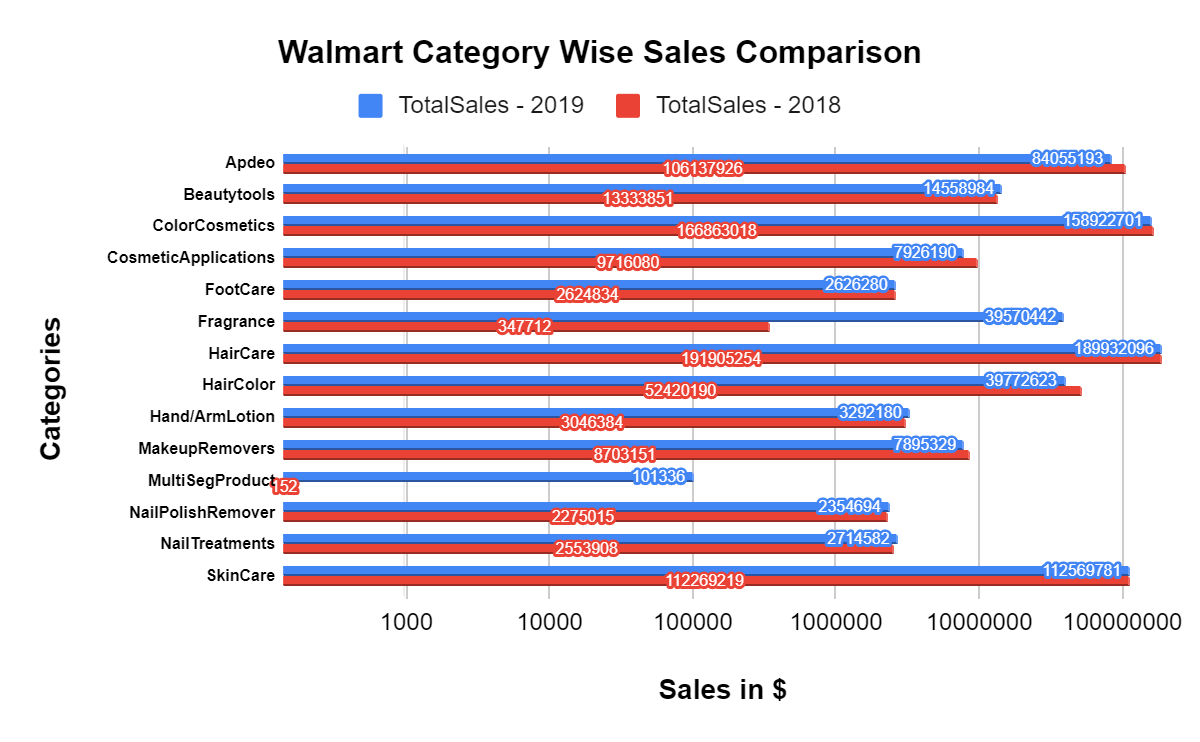 Walmart Category Wise Sales Comparison
TotalSales - 2019 TotalSales - 2018
Categories
Apdeo 84055193
106137926
Beautytools 14558984
13333851
ColorCosmetics 158922701
166863018
CosmeticApplications 7926190
9716080
FootCare 2626280
2624834
Fragrance 39570442
347712
HairCare 189932096
191905254
HairColor 39772623
52420190
Hand/ArmLotion 3292180
3046384
MakeupRemovers 7895329
8703151
MultiSegProduct 101336
152
NailPolishRemover 2354694
2275015
NailTreatments 2714582
2553908
SkinCare 112569781
112269219
1000 10000 100000 1000000 10000000 100000000
Sales in $